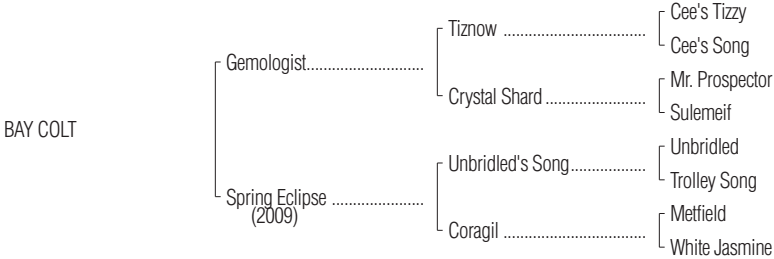 Cee's Tizzy
Tiznow ....................................
Cee's Song
Gemologist...........................
Mr. Prospector
Crystal Shard .........................
Sulemeif
BAY COLT
Unbridled
Unbridled's Song...................
Trolley Song
Spring Eclipse .......................
(2009)
Metfield
Coragil ....................................
White Jasmine